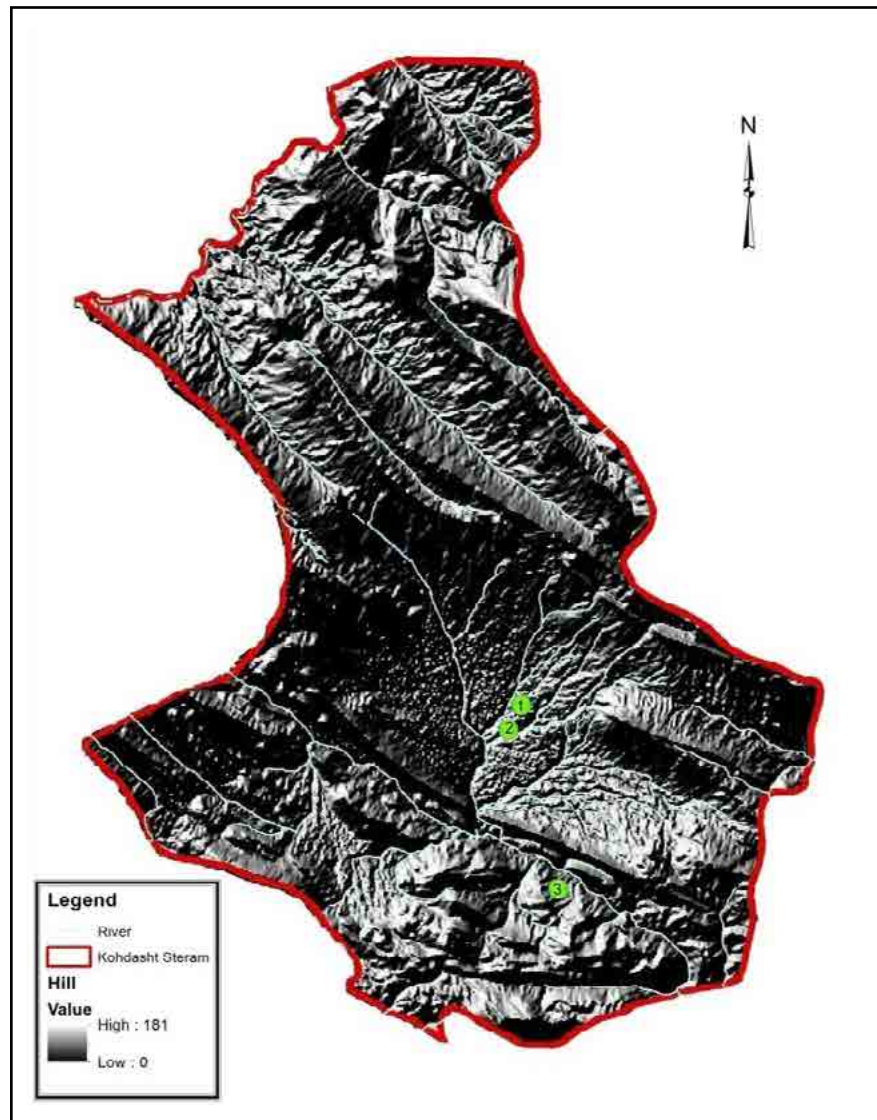 N
1
2
3
Legend
River
Kohdasht Steram
Hill
Value
High : 181
Low : 0